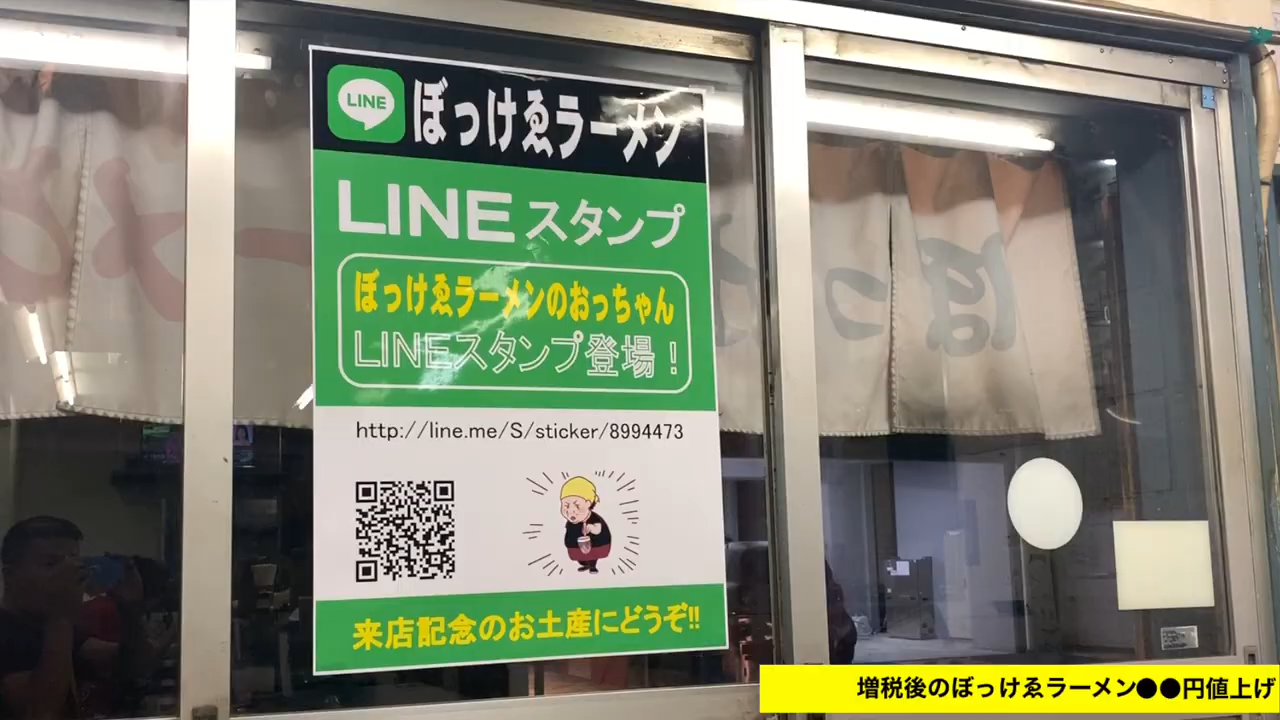 LINE
ぼっけゑラーメン
LINEスタンプ
ぼっけゑラーメンのおっちゃん
LINEスタンプ登場！
http://line.me/S/sticker/8994473
来店記念のお土産にどうぞ!!
ぼっ
増税後のぼっけゑラーメン●●円値上げ